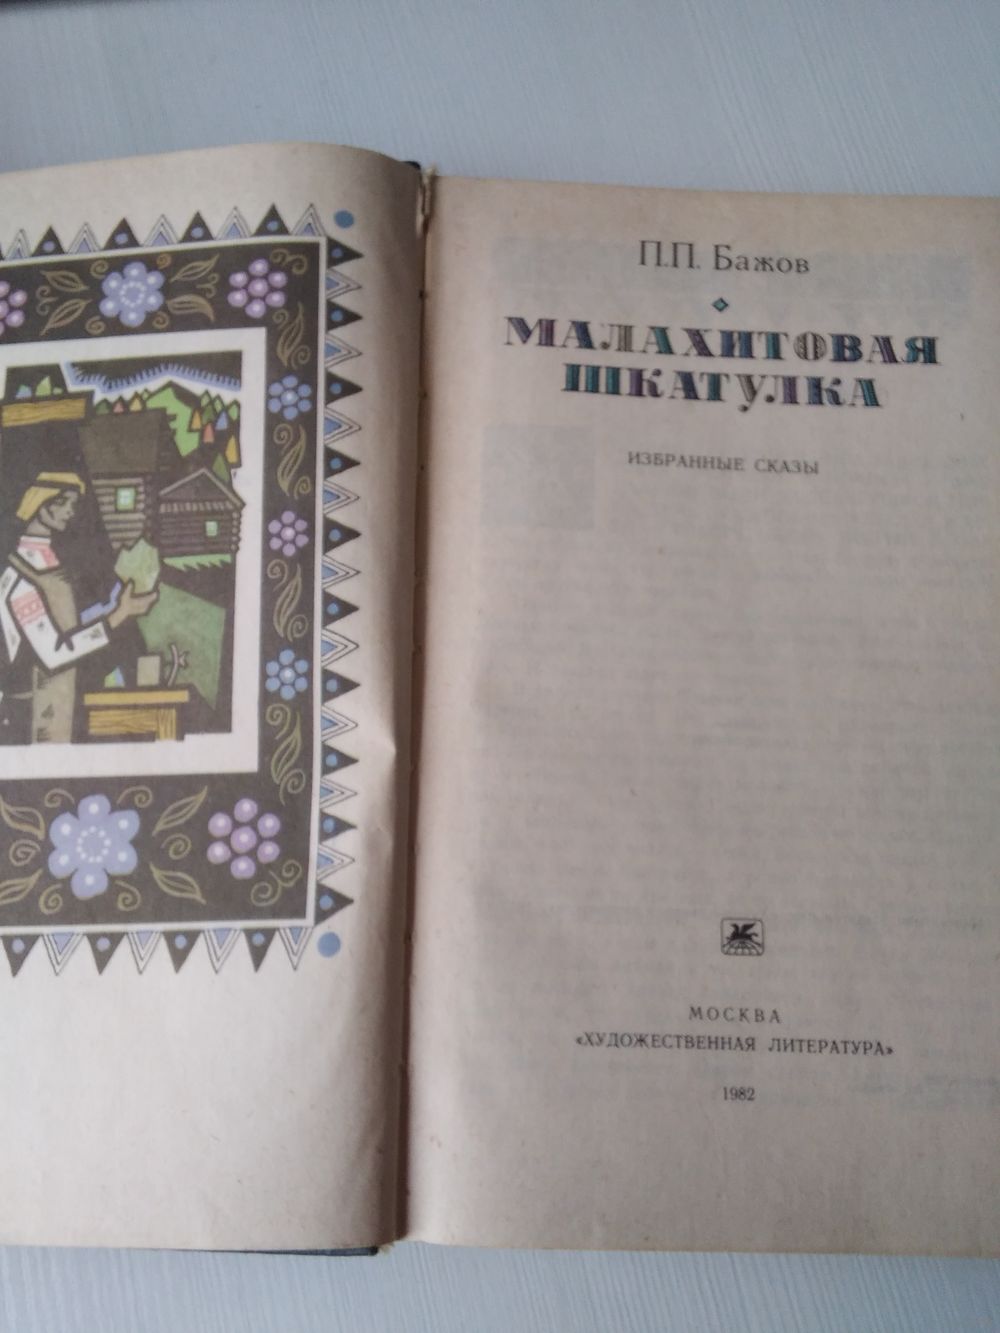 П.П. Бажов
МАЛАХИТОВАЯ
ШКАТУЛКА
ИЗБРАННЫЕ СКАЗЫ
МОСКВА
«ХУДОЖЕСТВЕННАЯ ЛИТЕРАТУРА»
1982